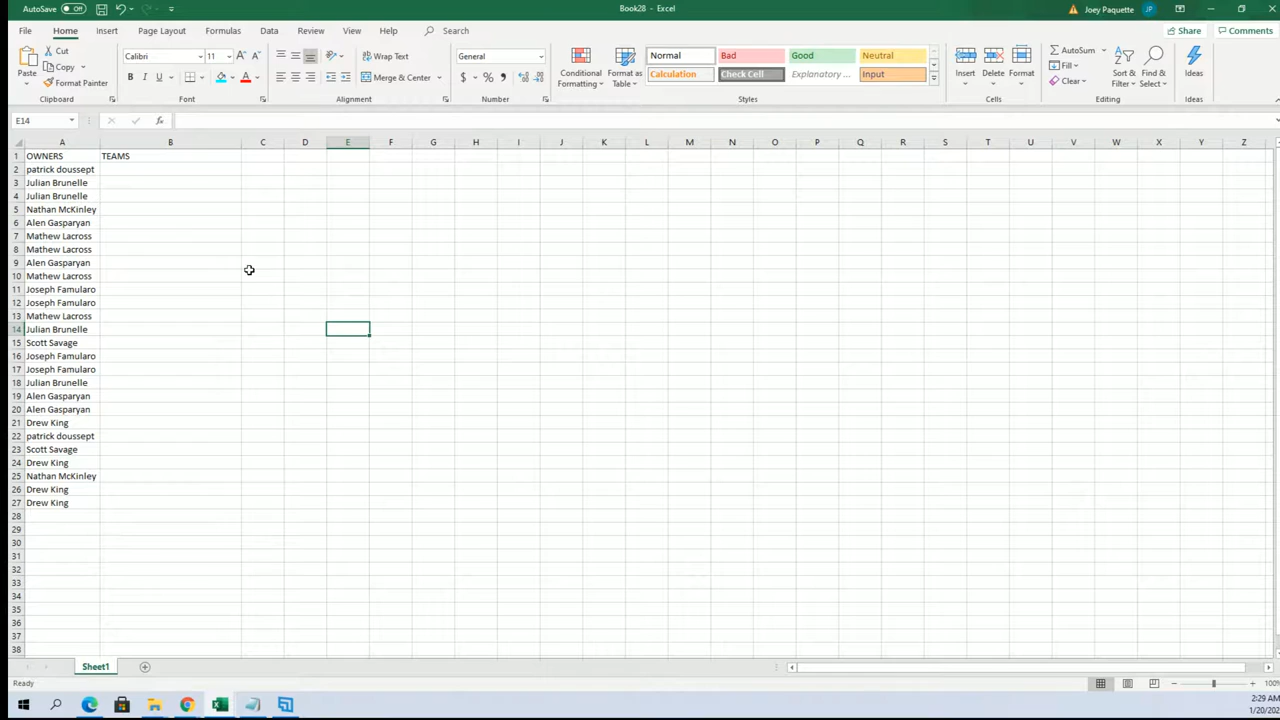 AutoSave Off Book28 - Excel Joey Paquette JP
File Home Insert Page Layout Formulas Data Review View Help Search Share Comments
Paste Cut Copy Format Painter
Calibri 11 B I U A A A
Wrap Text Merge & Center
General $ % ,
Conditional Formatting Format as Table
Normal Bad Good Neutral
Calculation Check Cell Explanatory ... Input
Insert Delete Format
AutoSum Fill Clear
Sort & Filter Find & Select Ideas
Clipboard Font Alignment Number Styles Cells Editing Ideas
E14 fx
A B C D E F G H I J K L M N O P Q R S T U V W X Y Z
1 OWNERS TEAMS
2 patrick doussept
3 Julian Brunelle
4 Julian Brunelle
5 Nathan McKinley
6 Alen Gasparyan
7 Mathew Lacross
8 Mathew Lacross
9 Alen Gasparyan
10 Mathew Lacross
11 Joseph Famularo
12 Joseph Famularo
13 Mathew Lacross
14 Julian Brunelle
15 Scott Savage
16 Joseph Famularo
17 Joseph Famularo
18 Julian Brunelle
19 Alen Gasparyan
20 Alen Gasparyan
21 Drew King
22 patrick doussept
23 Scott Savage
24 Drew King
25 Nathan McKinley
26 Drew King
27 Drew King
28
29
30
31
32
33
34
35
36
37
38
Sheet1
Ready 100%
2:29 AM
1/20/202